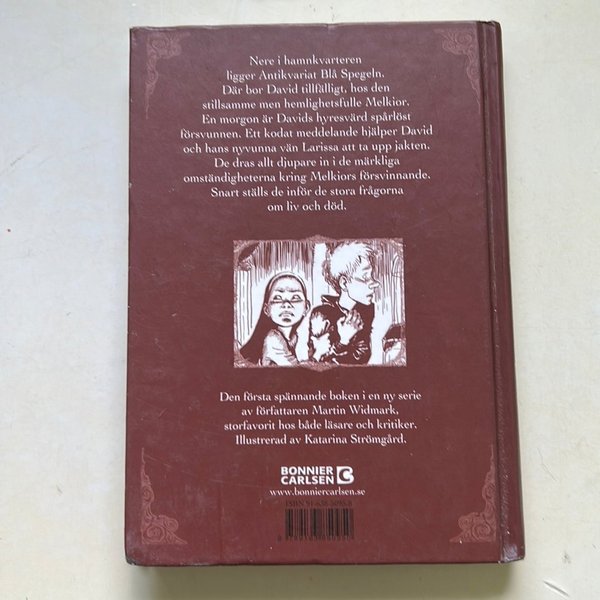 Nere i hamnkvarteren
ligger Antikvariat Blå Spegeln.
Där bor David tillfälligt, hos den
stillsamme men hemlighetsfulle Melkior.
En morgon är Davids hyresvärd spårlöst
försvunnen. Ett kodat meddelande hjälper David
och hans nyvunna vän Larissa att ta upp jakten.
De dras allt djupare in i de märkliga
omständigheterna kring Melkiors försvinnande.
Snart ställs de inför de stora frågorna
om liv och död.
Den första spännande boken i en ny serie
av författaren Martin Widmark,
storfavorit hos både läsare och kritiker.
Illustrerad av Katarina Strömgård.
BONNIER
CARLSEN
www.bonniercarlsen.se
ISBN